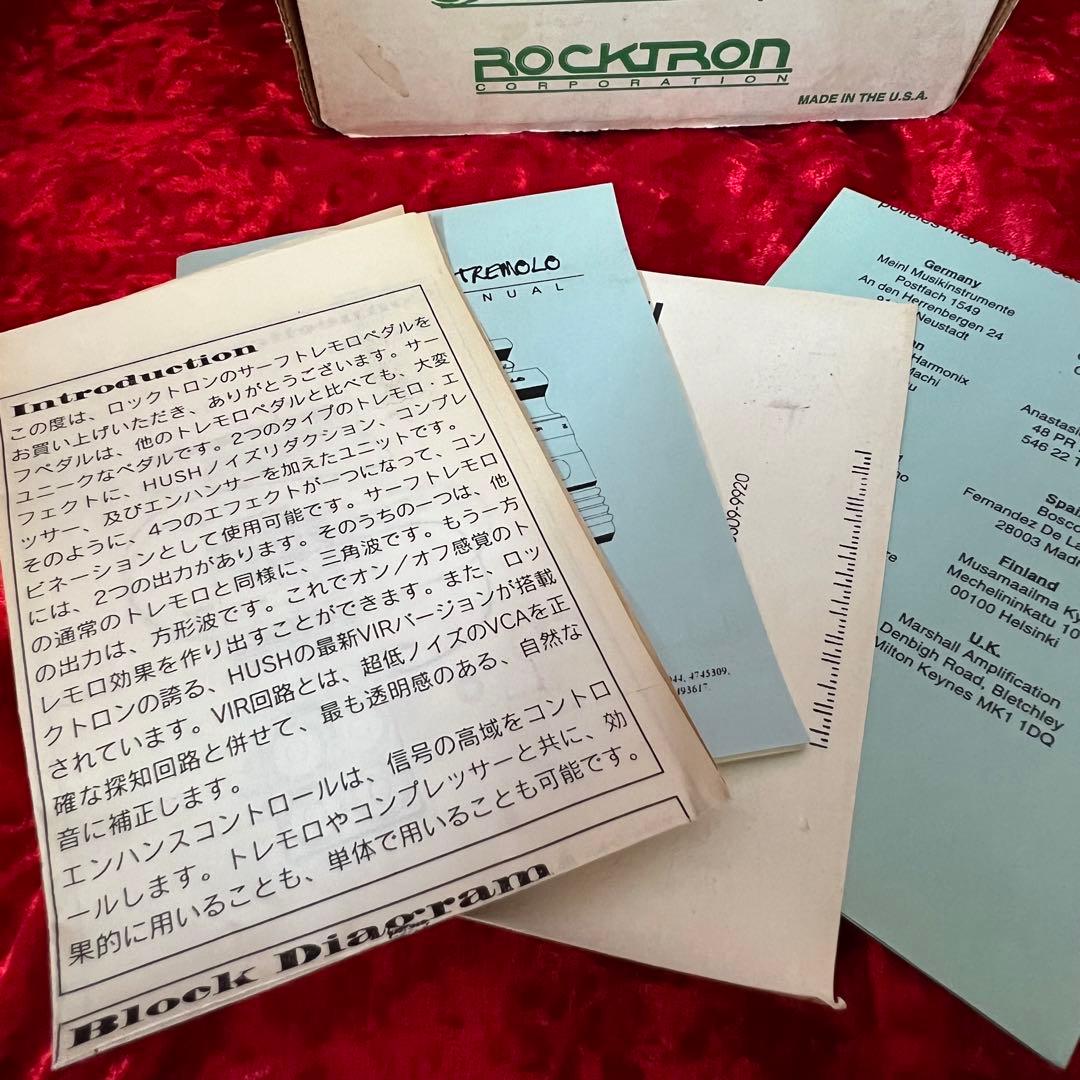 ROCKTRON
CORPORATION
MADE IN THE U.S.A.
Introduction
この度は、ロックトロンのサーフトレモロペダルを
お買い上げいただき、ありがとうございます。サー
フペダルは、他のトレモロペダルと比べても、大変
ユニークなペダルです。2つのタイプのトレモロ・エ
フェクトに、HUSHノイズリダクション、コンプレ
ッサー、及びエンハンサーを加えたユニットです。
そのように、4つのエフェクトが一つになって、コン
ビネーションとして使用可能です。サーフトレモロ
には、2つの出力があります。そのうちの一つは、他
の通常のトレモロと同様に、三角波です。もう一方
の出力は、方形波です。これでオン/オフ感覚のト
レモロ効果を作り出すことができます。また、ロッ
クトロンの誇る、HUSHの最新VIRバージョンが搭載
されています。VIR回路とは、超低ノイズのVCAを正
確な探知回路と併せて、最も透明感のある、自然な
音に補正します。
エンハンスコントロールは、信号の高域をコントロ
ールします。トレモロやコンプレッサーと共に、効
果的に用いることも、単体で用いることも可能です。
Block Diagram
TREMOLO
NUAL
44, 4745309,
493617.
policies may vary in
Germany
Meinl Musikinstrumente
Postfach 1549
An den Herrenbergen 24
Neustadt
Harmonix
Machi
Anastasi
48 PR
546 22 T
Spai
Bosco
Fernandez De La
28003 Madi
Finland
Musamaailma Ky
Mechelininkatu 10
00100 Helsinki
U.K.
Marshall Amplification
Denbigh Road, Bletchley
Milton Keynes MK1 1DQ